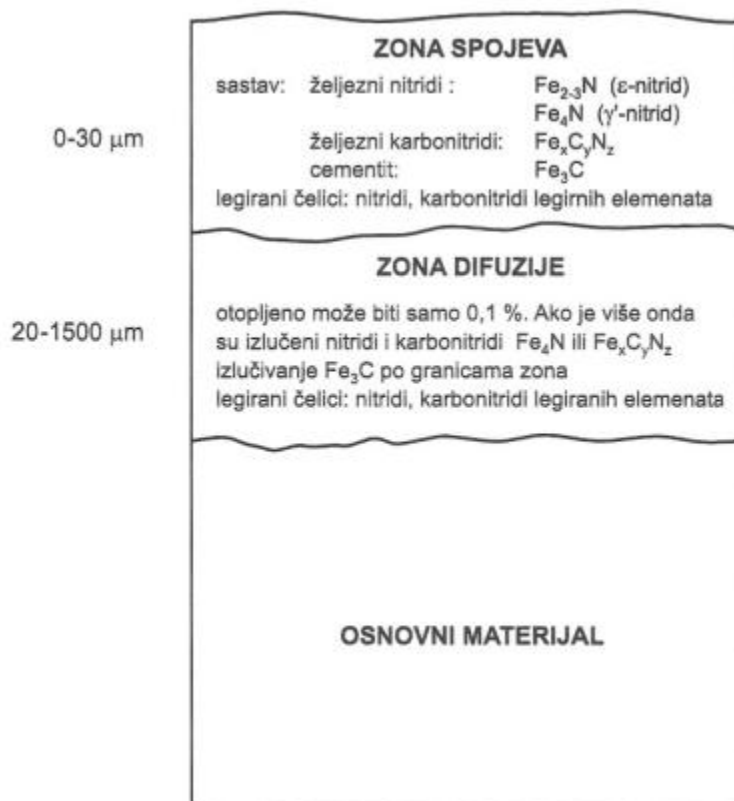 ZONA SPOJEVA
sastav: željezni nitridi : Fe₂₋₃N (ε-nitrid)
Fe₄N (γ'-nitrid)
0-30 μm
željezni karbonitridi: FeₓC_yN_z
cementit: Fe₃C
legirani čelici: nitridi, karbonitridi legirnih elemenata
ZONA DIFUZIJE
otopljeno može biti samo 0,1 %. Ako je više onda
20-1500 μm
su izlučeni nitridi i karbonitridi Fe₄N ili FeₓC_yN_z
izlučivanje Fe₃C po granicama zona
legirani čelici: nitridi, karbonitridi legiranih elemenata
OSNOVNI MATERIJAL